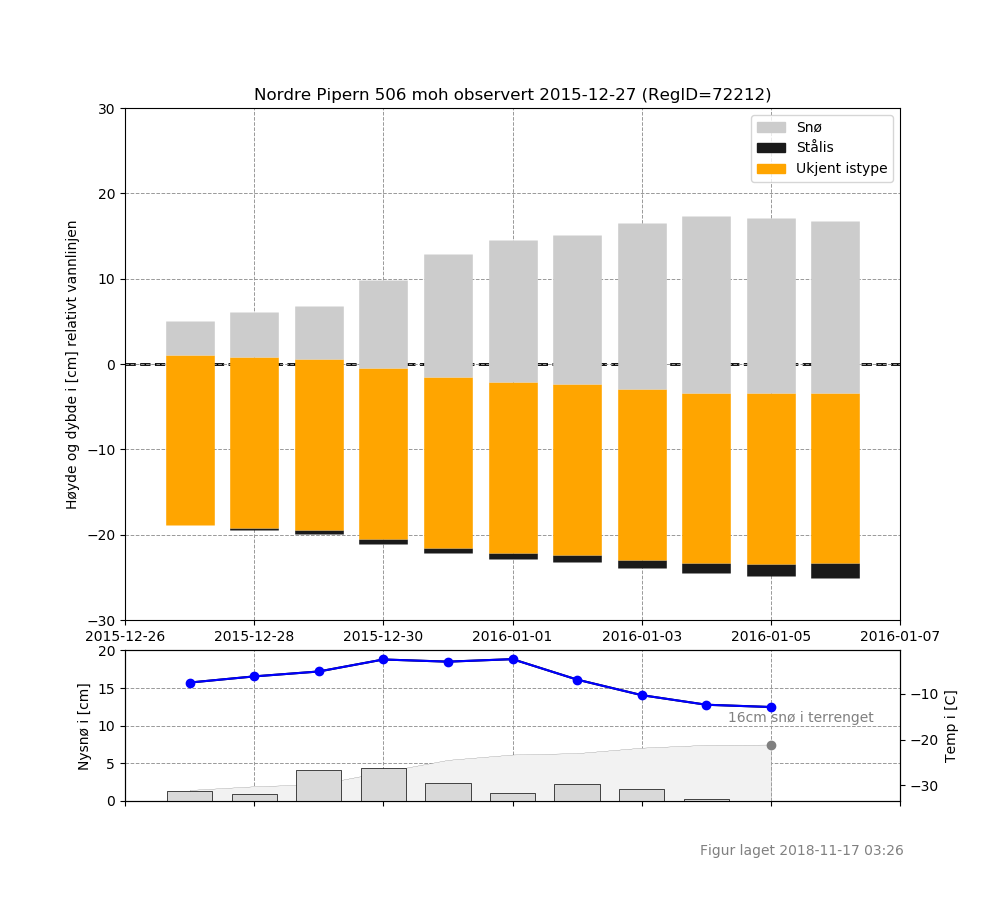 Nordre Pipern 506 moh observert 2015-12-27 (RegID=72212)
Snø
Stålis
Ukjent istype
Høyde og dybde i [cm] relativt vannlinjen
30
20
10
0
−10
−20
−30
2015-12-26 2015-12-28 2015-12-30 2016-01-01 2016-01-03 2016-01-05 2016-01-07
Nysnø i [cm]
20
15
10
5
0
16cm snø i terrenget
−10
−20
−30
Temp i [C]
Figur laget 2018-11-17 03:26